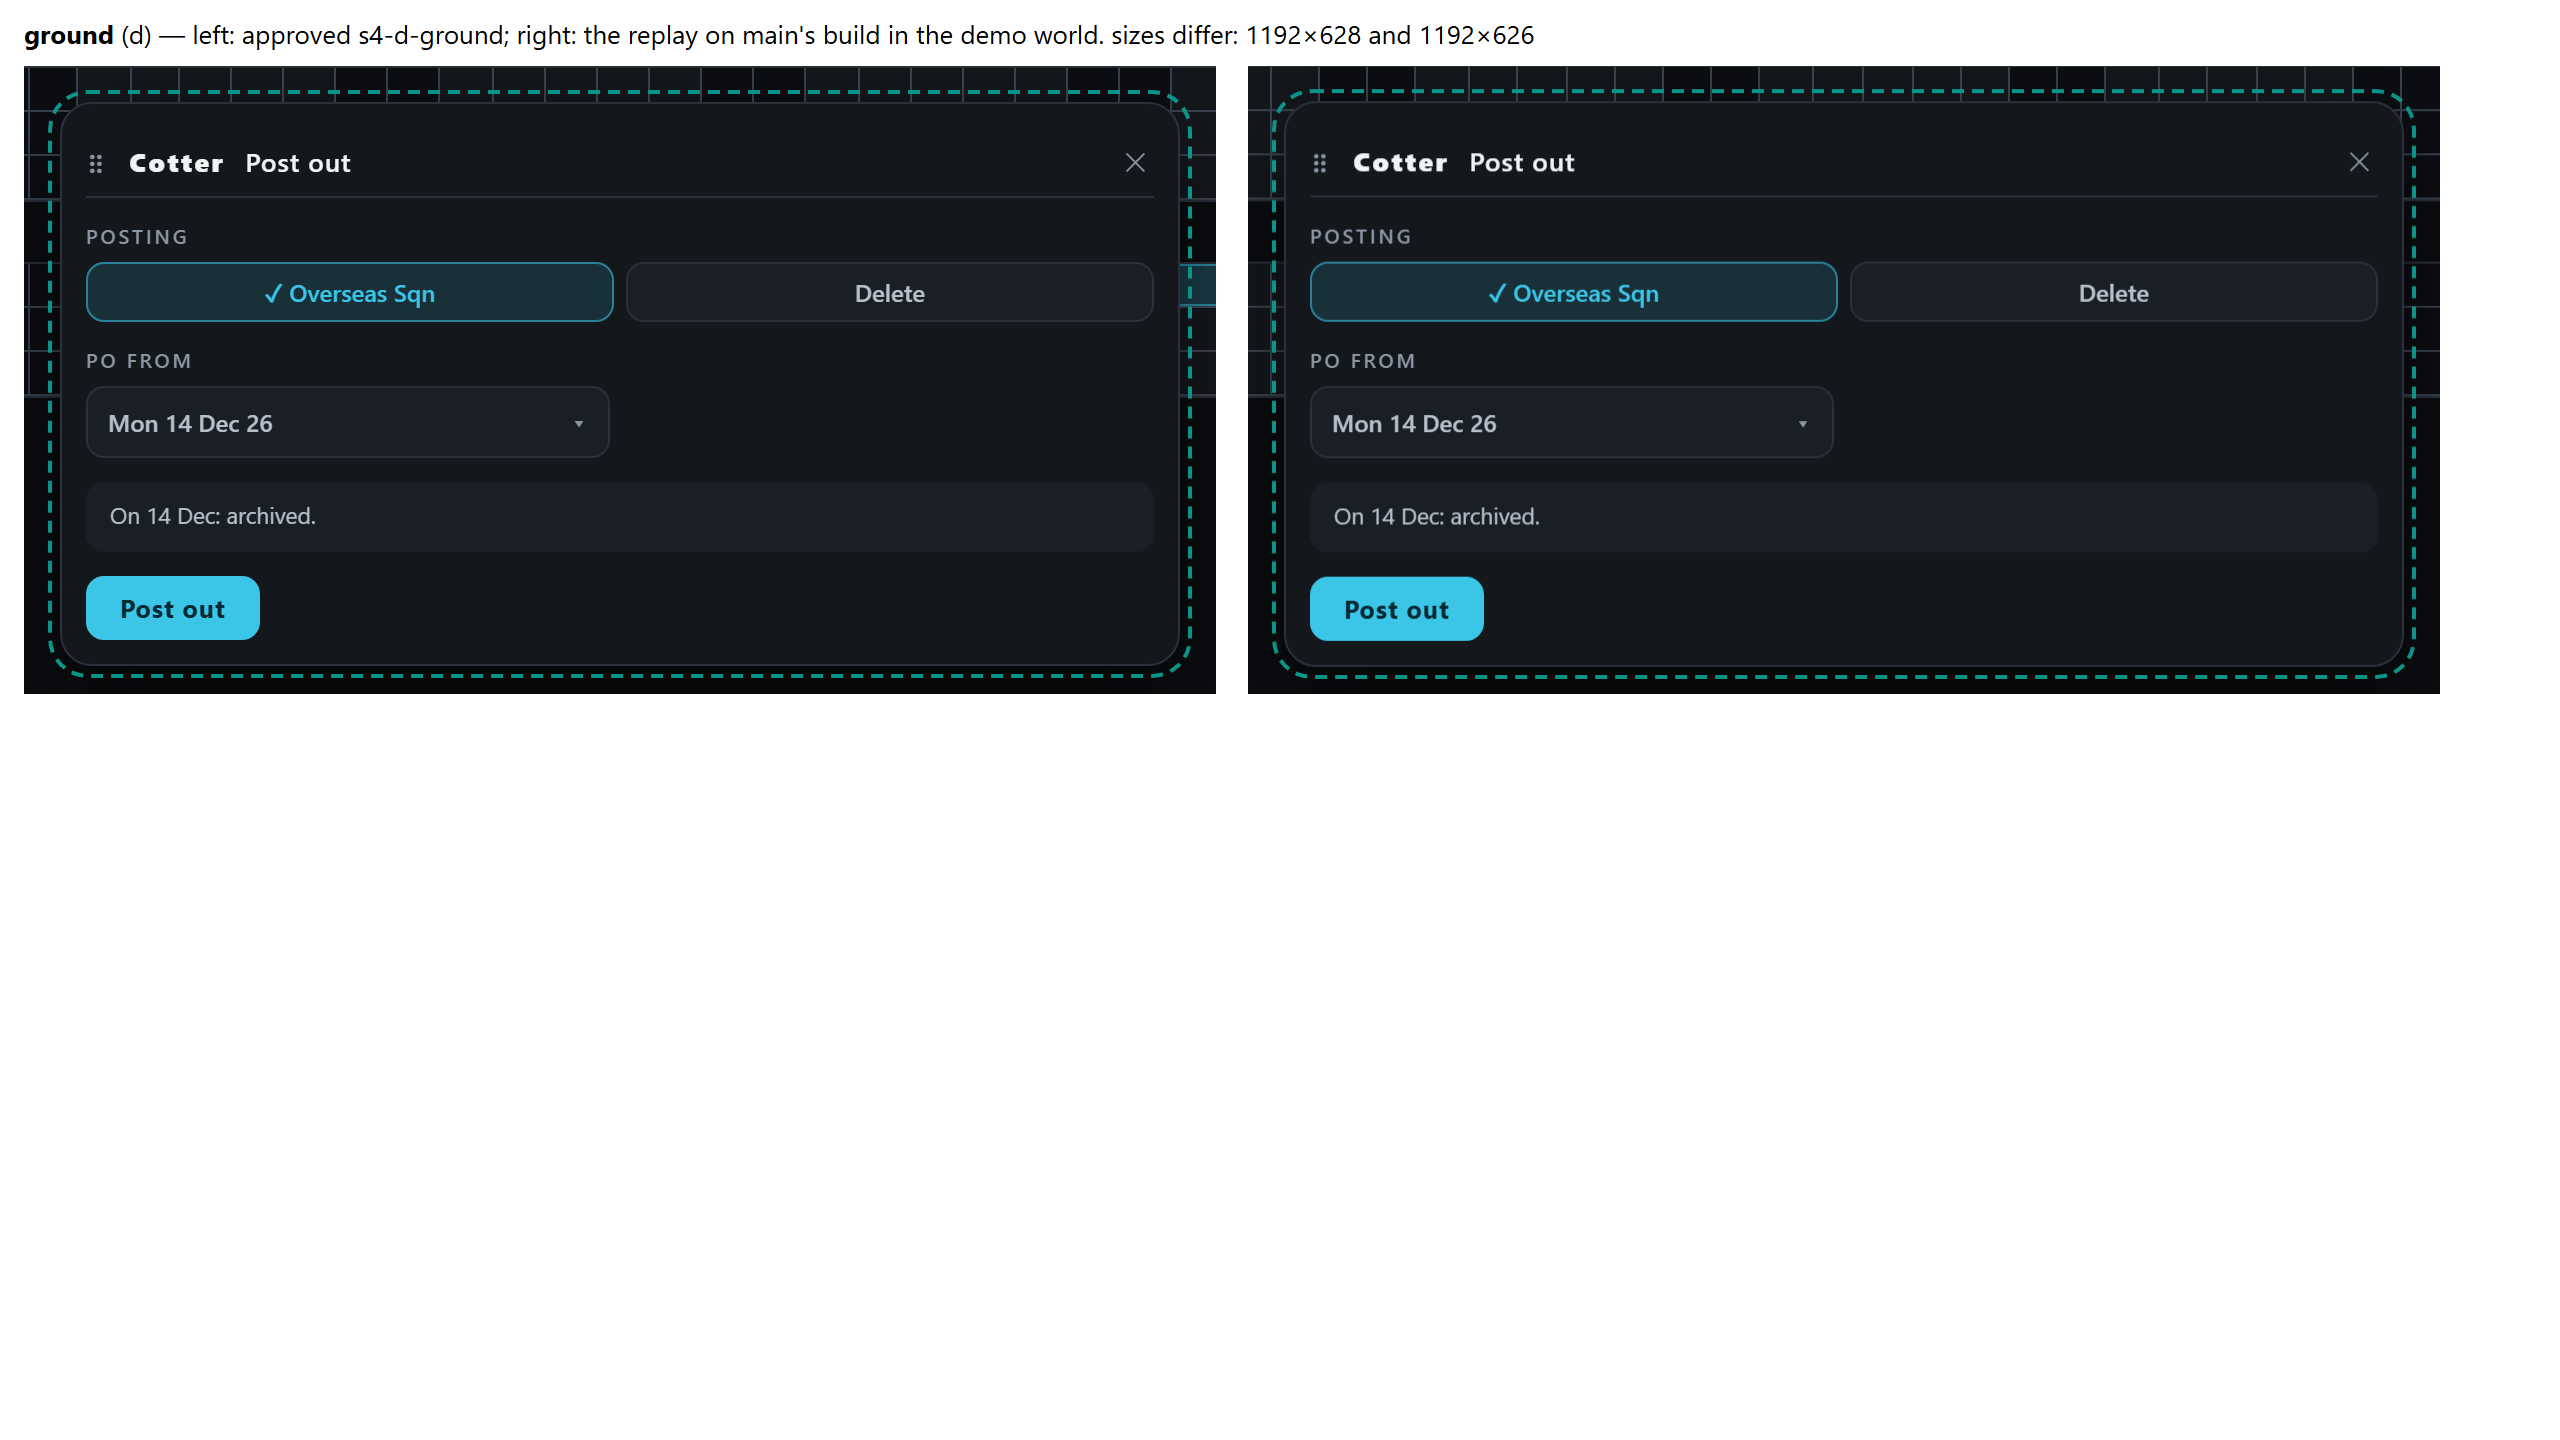 ground (d) — left: approved s4-d-ground; right: the replay on main's build in the demo world. sizes differ: 1192×628 and 1192×626
Cotter Post out
POSTING
✓ Overseas Sqn Delete
PO FROM
Mon 14 Dec 26
On 14 Dec: archived.
Post out
Cotter Post out
POSTING
✓ Overseas Sqn Delete
PO FROM
Mon 14 Dec 26
On 14 Dec: archived.
Post out